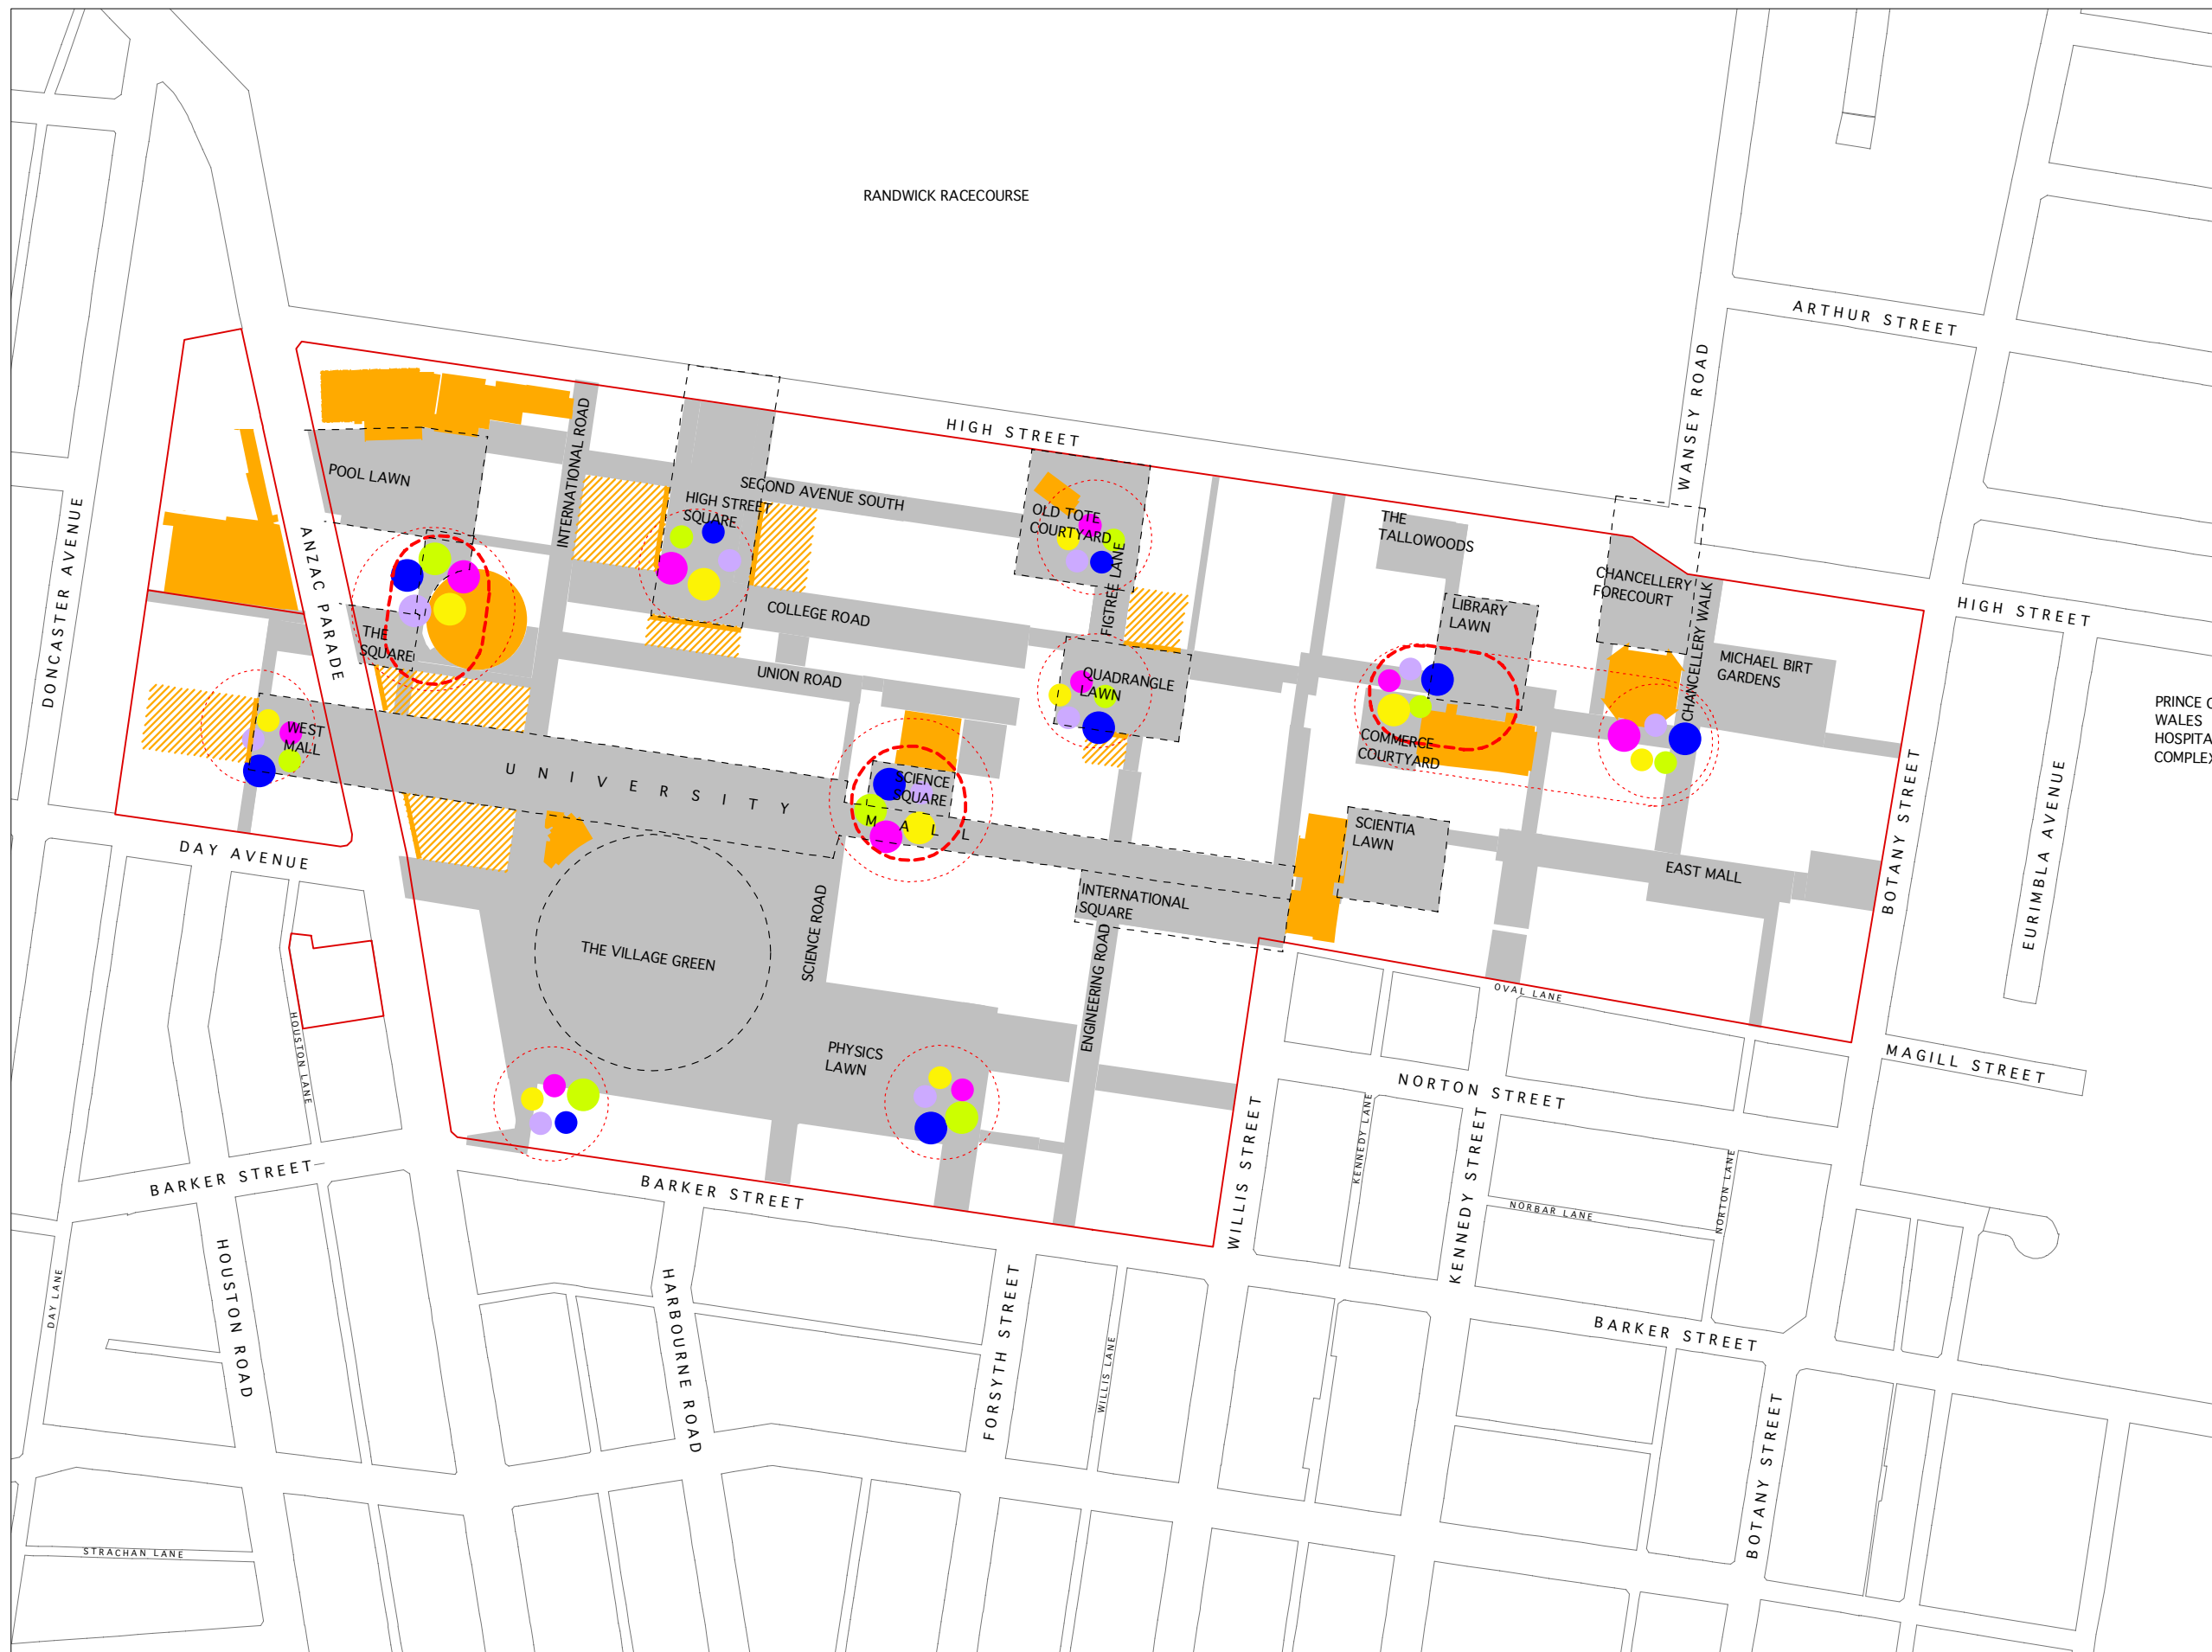 RANDWICK RACECOURSE
ARTHUR STREET
WANSEY ROAD
HIGH STREET
INTERNATIONAL ROAD
POOL LAWN
SECOND AVENUE SOUTH
HIGH STREET
SQUARE
OLD TOTE
COURTYARD
THE
TALLOWOODS
DONCASTER AVENUE
ANZAC PARADE
FIGTREE LANE
CHANCELLERY
FORECOURT
CHANCELLERY WALK
LIBRARY
LAWN
HIGH STREET
COLLEGE ROAD
THE
SQUARE
UNION ROAD
QUADRANGLE
LAWN
MICHAEL BIRT
GARDENS
PRINCE O
WALES
HOSPITA
COMPLEX
WEST
MALL
COMMERCE
COURTYARD
UNIVERSITY
MALL
SCIENCE
SQUARE
SCIENTIA
LAWN
BOTANY STREET
EURIMBLA AVENUE
DAY AVENUE
EAST MALL
INTERNATIONAL
SQUARE
SCIENCE ROAD
THE VILLAGE GREEN
ENGINEERING ROAD
OVAL LANE
HOUSTON LANE
PHYSICS
LAWN
MAGILL STREET
NORTON STREET
WILLIS STREET
KENNEDY LANE
KENNEDY STREET
NORTON LANE
NORBAR LANE
BARKER STREET
BARKER STREET
HOUSTON ROAD
DAY LANE
HARBOURNE ROAD
FORSYTH STREET
WILLIS LANE
BARKER STREET
BOTANY STREET
STRACHAN LANE